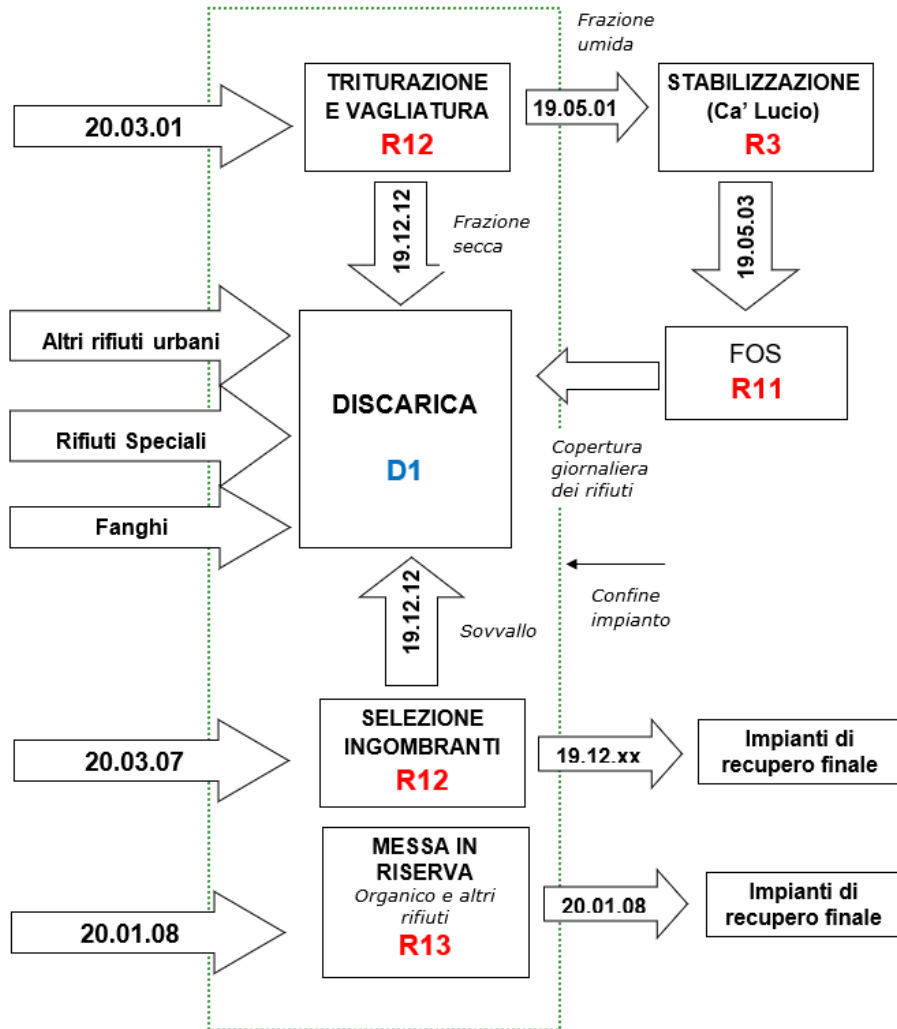 Frazione
umida
20.03.01
TRITURAZIONE
E VAGLIATURA
R12
19.05.01
STABILIZZAZIONE
(Ca' Lucio)
R3
19.12.12
Frazione
secca
19.05.03
Altri rifiuti urbani
Rifiuti Speciali
Fanghi
DISCARICA
D1
FOS
R11
Copertura
giornaliera
dei rifiuti
Confine
impianto
19.12.12
Sovvallo
20.03.07
SELEZIONE
INGOMBRANTI
R12
19.12.xx
Impianti di
recupero finale
20.01.08
MESSA IN
RISERVA
Organico e altri
rifiuti
R13
20.01.08
Impianti di
recupero finale